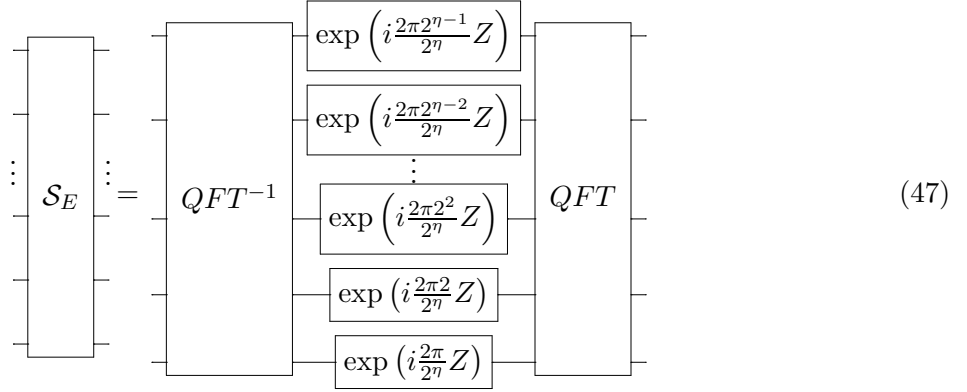 exp(i 2π2^{η−1}/2^η Z)
exp(i 2π2^{η−2}/2^η Z)
⋮ S_E ⋮ = QFT^{−1} ⋮ exp(i 2π2^2/2^η Z) QFT (47)
exp(i 2π2/2^η Z)
exp(i 2π/2^η Z)